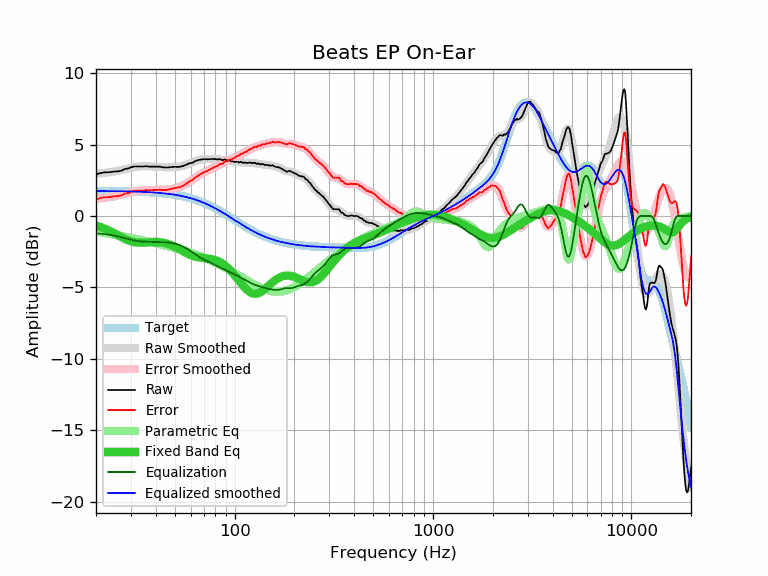 Beats EP On-Ear
Amplitude (dBr)
10
5
0
−5
−10
−15
−20
Target
Raw Smoothed
Error Smoothed
Raw
Error
Parametric Eq
Fixed Band Eq
Equalization
Equalized smoothed
100
1000
10000
Frequency (Hz)